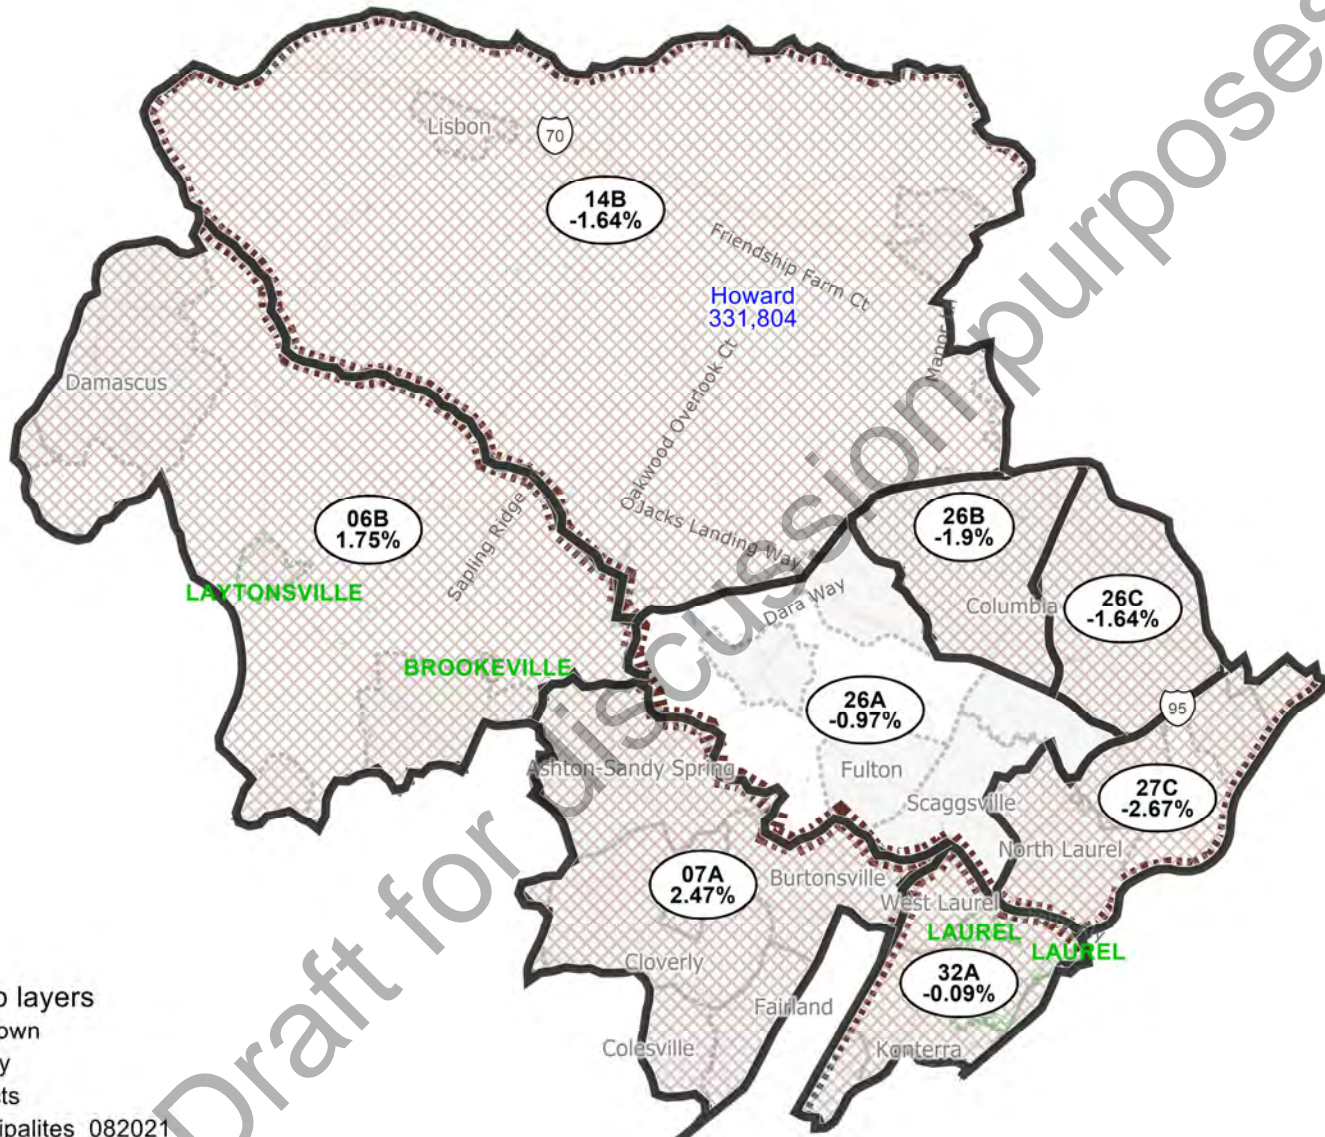 Lisbon
70
14B
-1.64%
Friendship Farm Ct
Howard
331,804
Damascus
Oakwood Overlook Ct
06B
1.75%
Sapling Ridge
Jacks Landing Way
26B
-1.9%
LAYTONSVILLE
Dara Way
Columbia
26C
-1.64%
BROOKEVILLE
26A
-0.97%
95
Ashton-Sandy Spring
Fulton
27C
-2.67%
Scaggsville
North Laurel
07A
2.47%
Burtonsville
West Laurel
LAUREL
LAUREL
Cloverly
32A
-0.09%
Fairland
Colesville
Konterra
layers
082021
Draft for discussion purposes